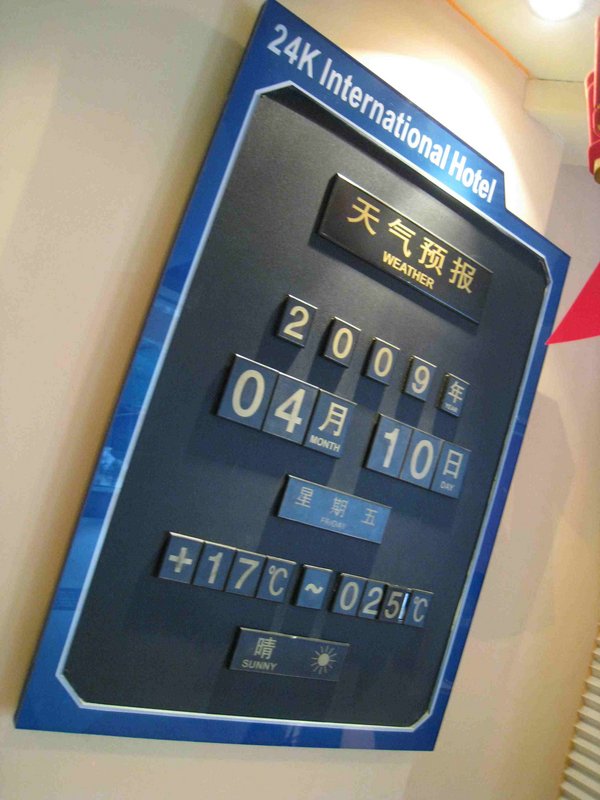 24K International Hotel
天气预报
WEATHER
2009年
YEAR
04月 10日
MONTH DAY
星期五
FRIDAY
+17℃~025℃
晴
SUNNY